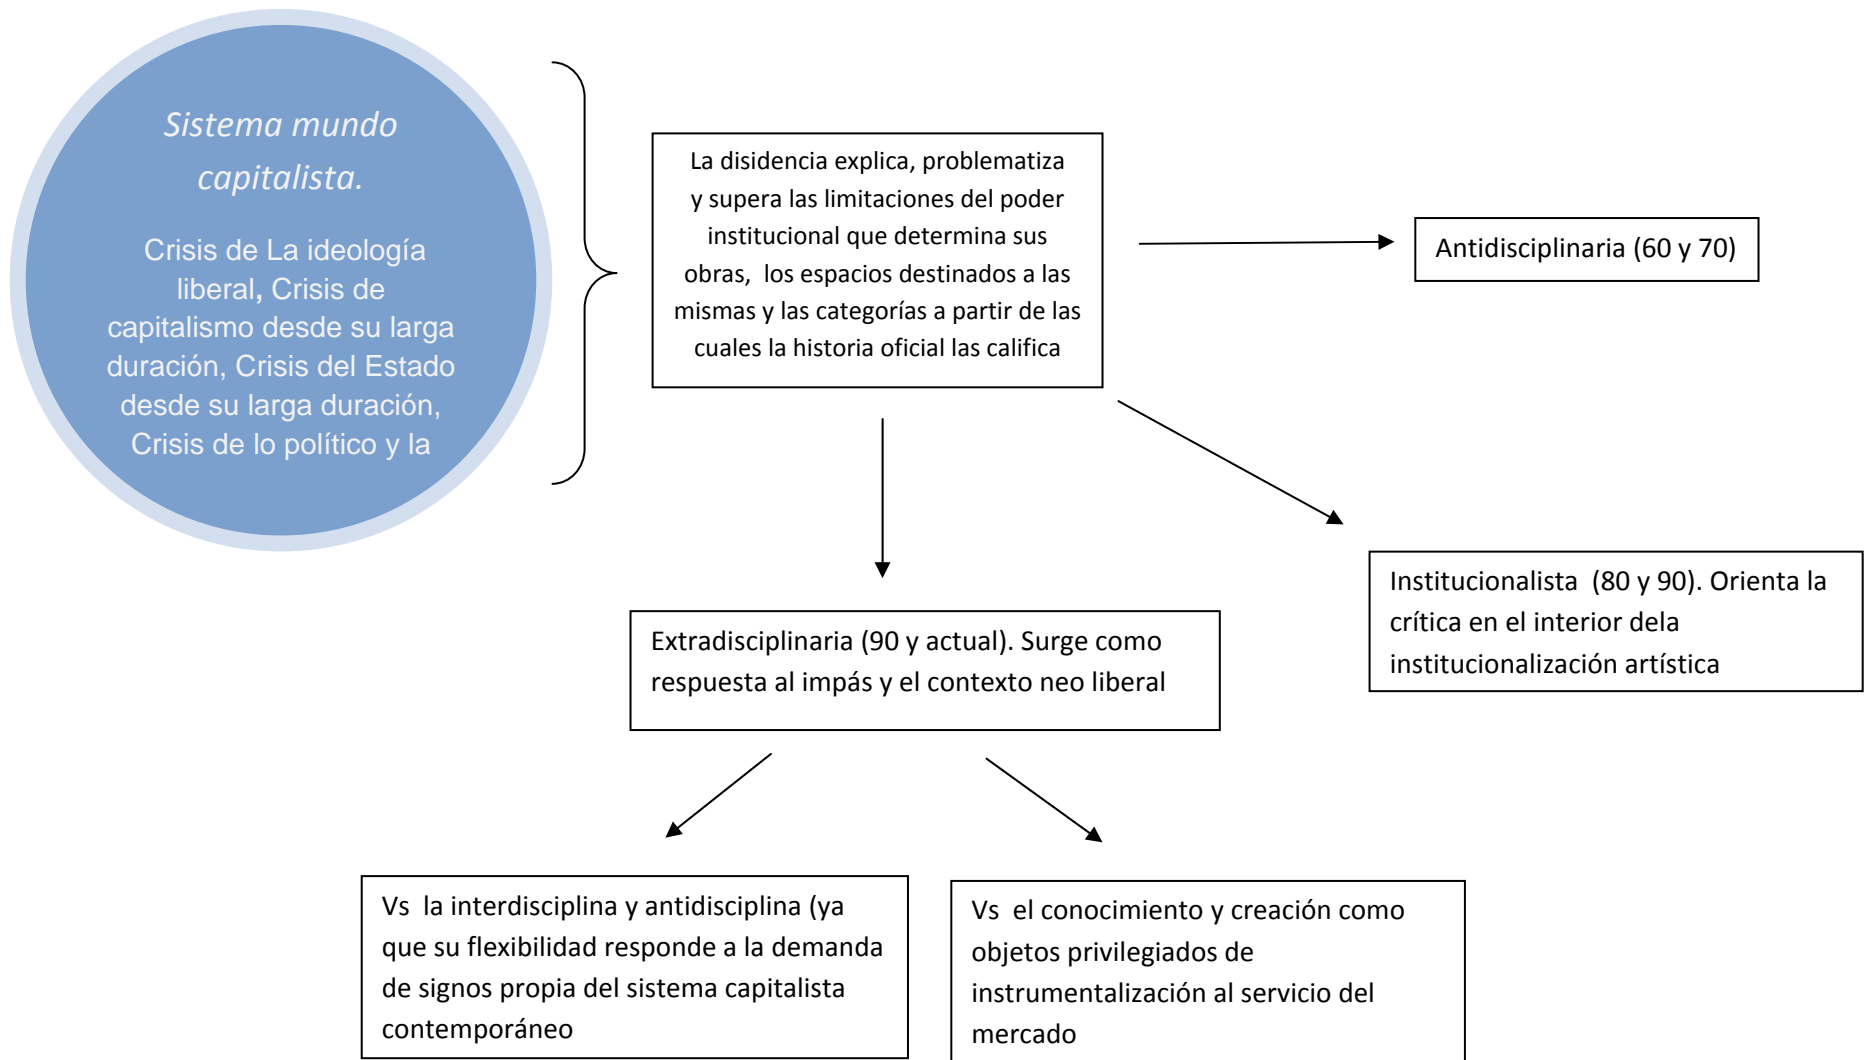 Sistema mundo
capitalista.
Crisis de La ideología
liberal, Crisis de
capitalismo desde su larga
duración, Crisis del Estado
desde su larga duración,
Crisis de lo político y la
La disidencia explica, problematiza
y supera las limitaciones del poder
institucional que determina sus
obras,  los espacios destinados a las
mismas y las categorías a partir de las
cuales la historia oficial las califica
Antidisciplinaria (60 y 70)
Institucionalista  (80 y 90). Orienta la
crítica en el interior dela
institucionalización artística
Extradisciplinaria (90 y actual). Surge como
respuesta al impás y el contexto neo liberal
Vs  la interdisciplina y antidisciplina (ya
que su flexibilidad responde a la demanda
de signos propia del sistema capitalista
contemporáneo
Vs  el conocimiento y creación como
objetos privilegiados de
instrumentalización al servicio del
mercado